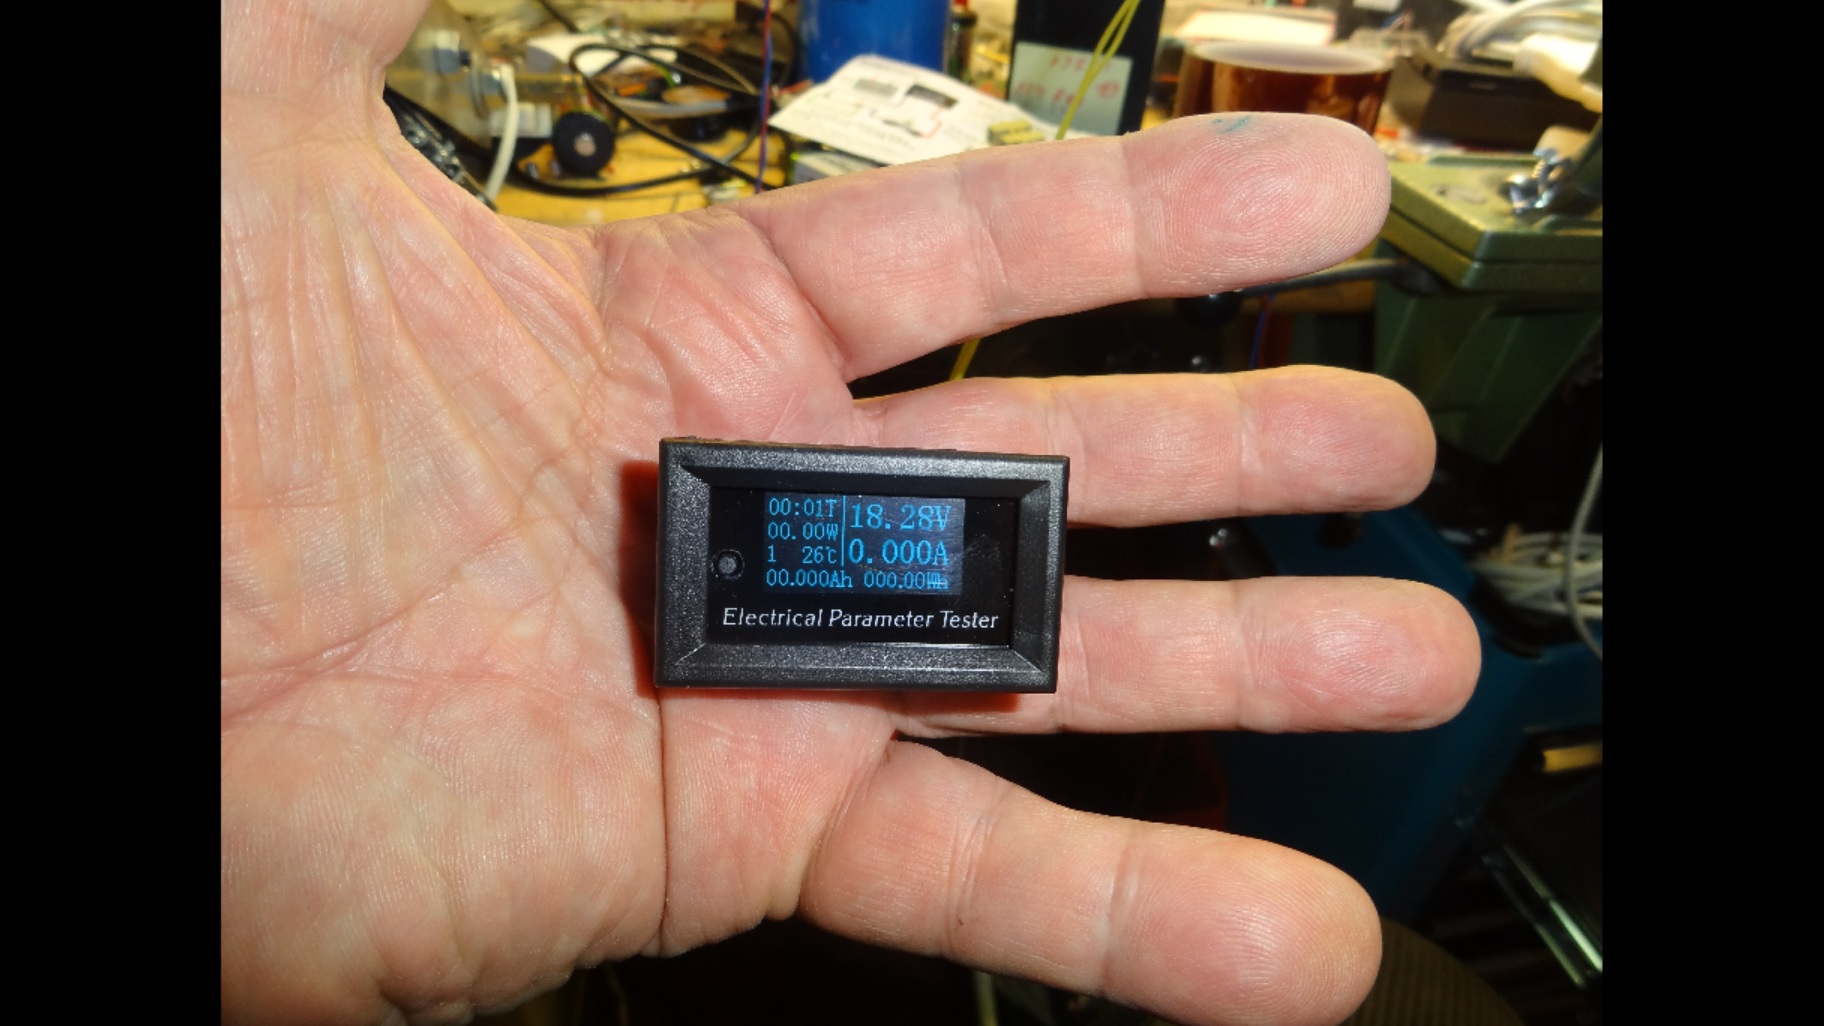 00:01T
00.00W
1 26℃
18.28V
0.000A
00.000Ah 000.00Wh
Electrical Parameter Tester